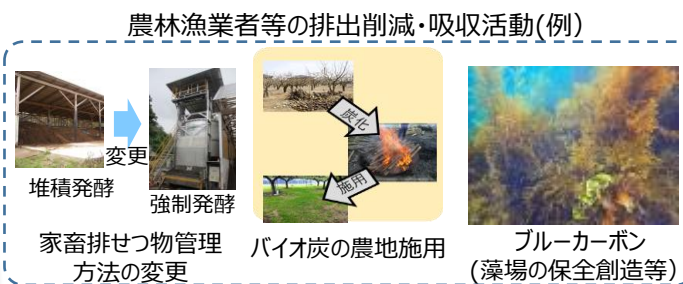 農林漁業者等の排出削減・吸収活動(例)
変更
堆積発酵
強制発酵
家畜排せつ物管理
方法の変更
炭化
施用
バイオ炭の農地施用
ブルーカーボン
(藻場の保全創造等)